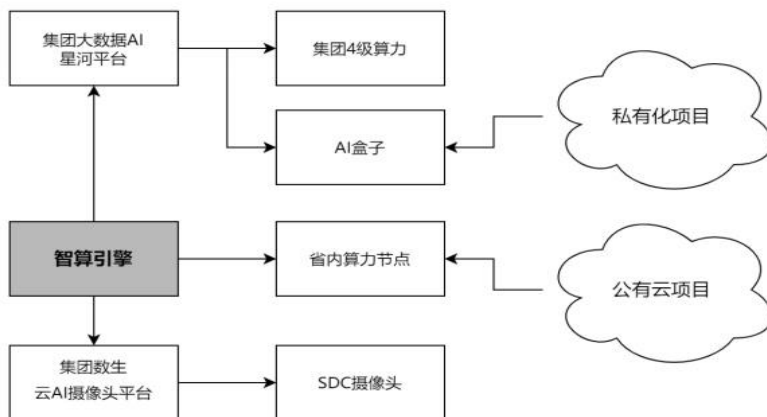 集团大数据AI
星河平台
集团4级算力
私有化项目
AI盒子
智算引擎
省内算力节点
公有云项目
集团数生
云AI摄像头平台
SDC摄像头